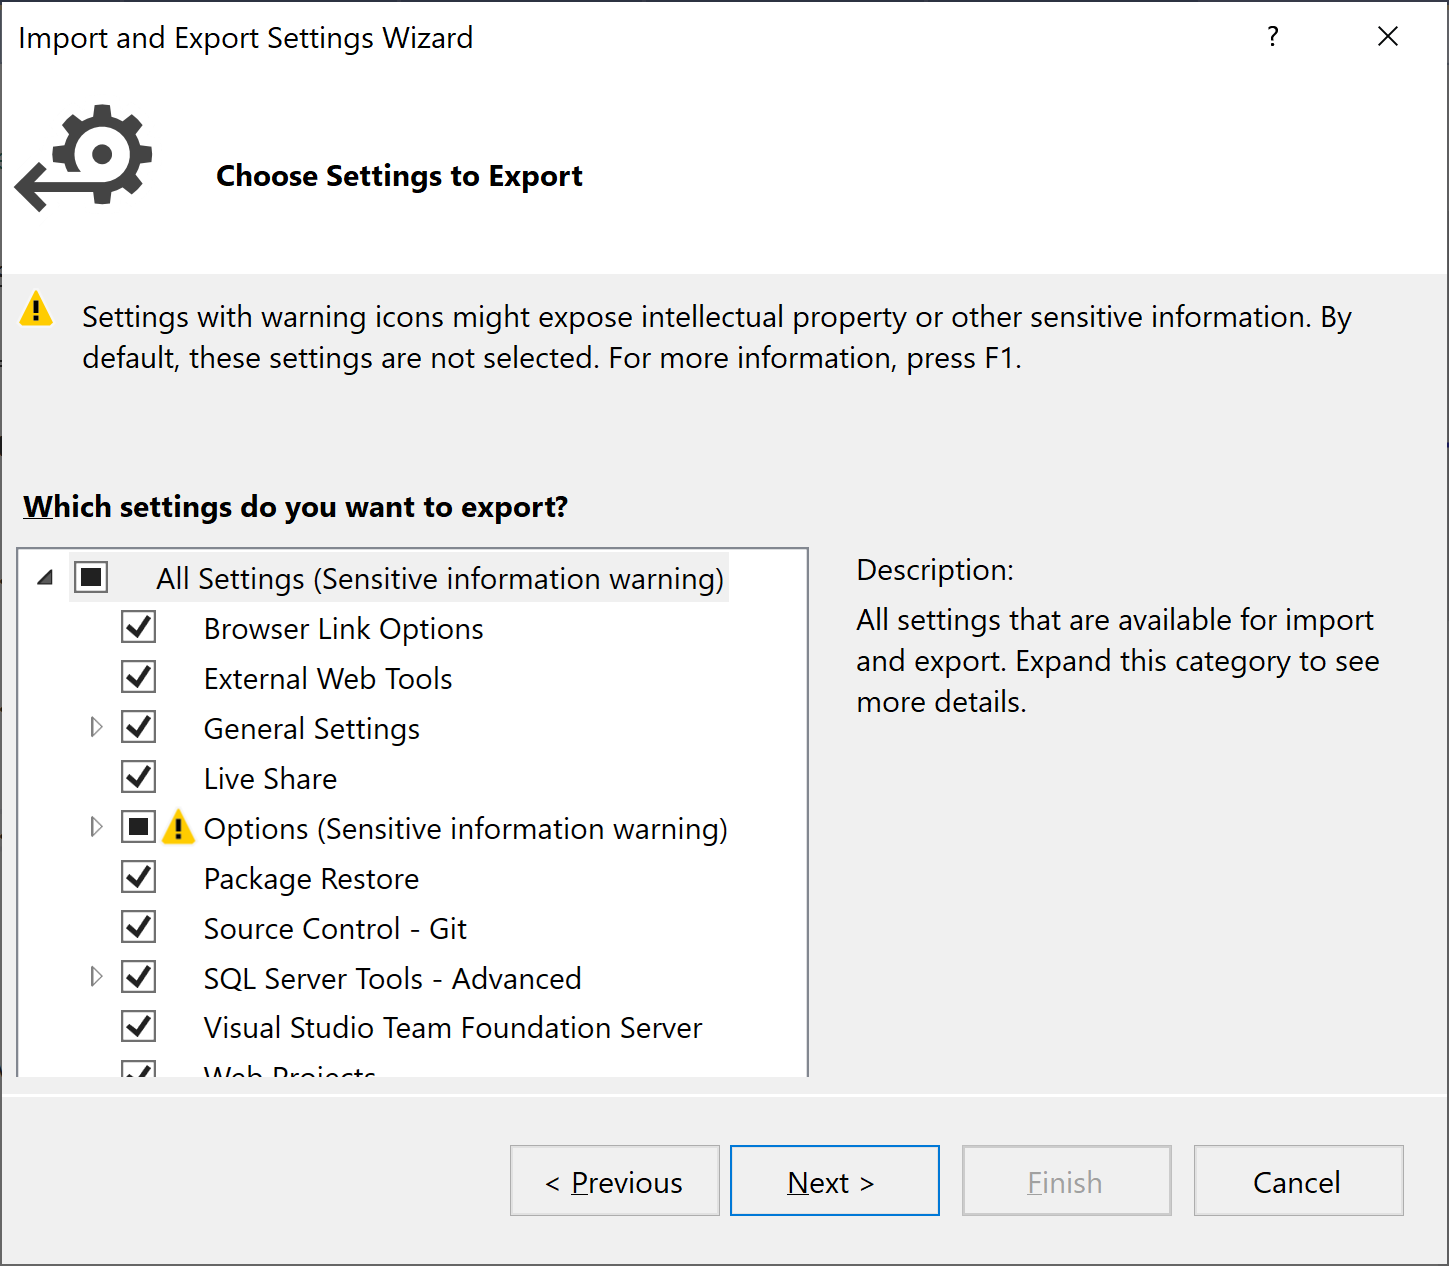 Import and Export Settings Wizard
?
Choose Settings to Export
Settings with warning icons might expose intellectual property or other sensitive information. By
default, these settings are not selected. For more information, press F1.
Which settings do you want to export?
All Settings (Sensitive information warning)
Browser Link Options
External Web Tools
General Settings
Live Share
Options (Sensitive information warning)
Package Restore
Source Control - Git
SQL Server Tools - Advanced
Visual Studio Team Foundation Server
Web Projects
Description:
All settings that are available for import
and export. Expand this category to see
more details.
< Previous
Next >
Finish
Cancel